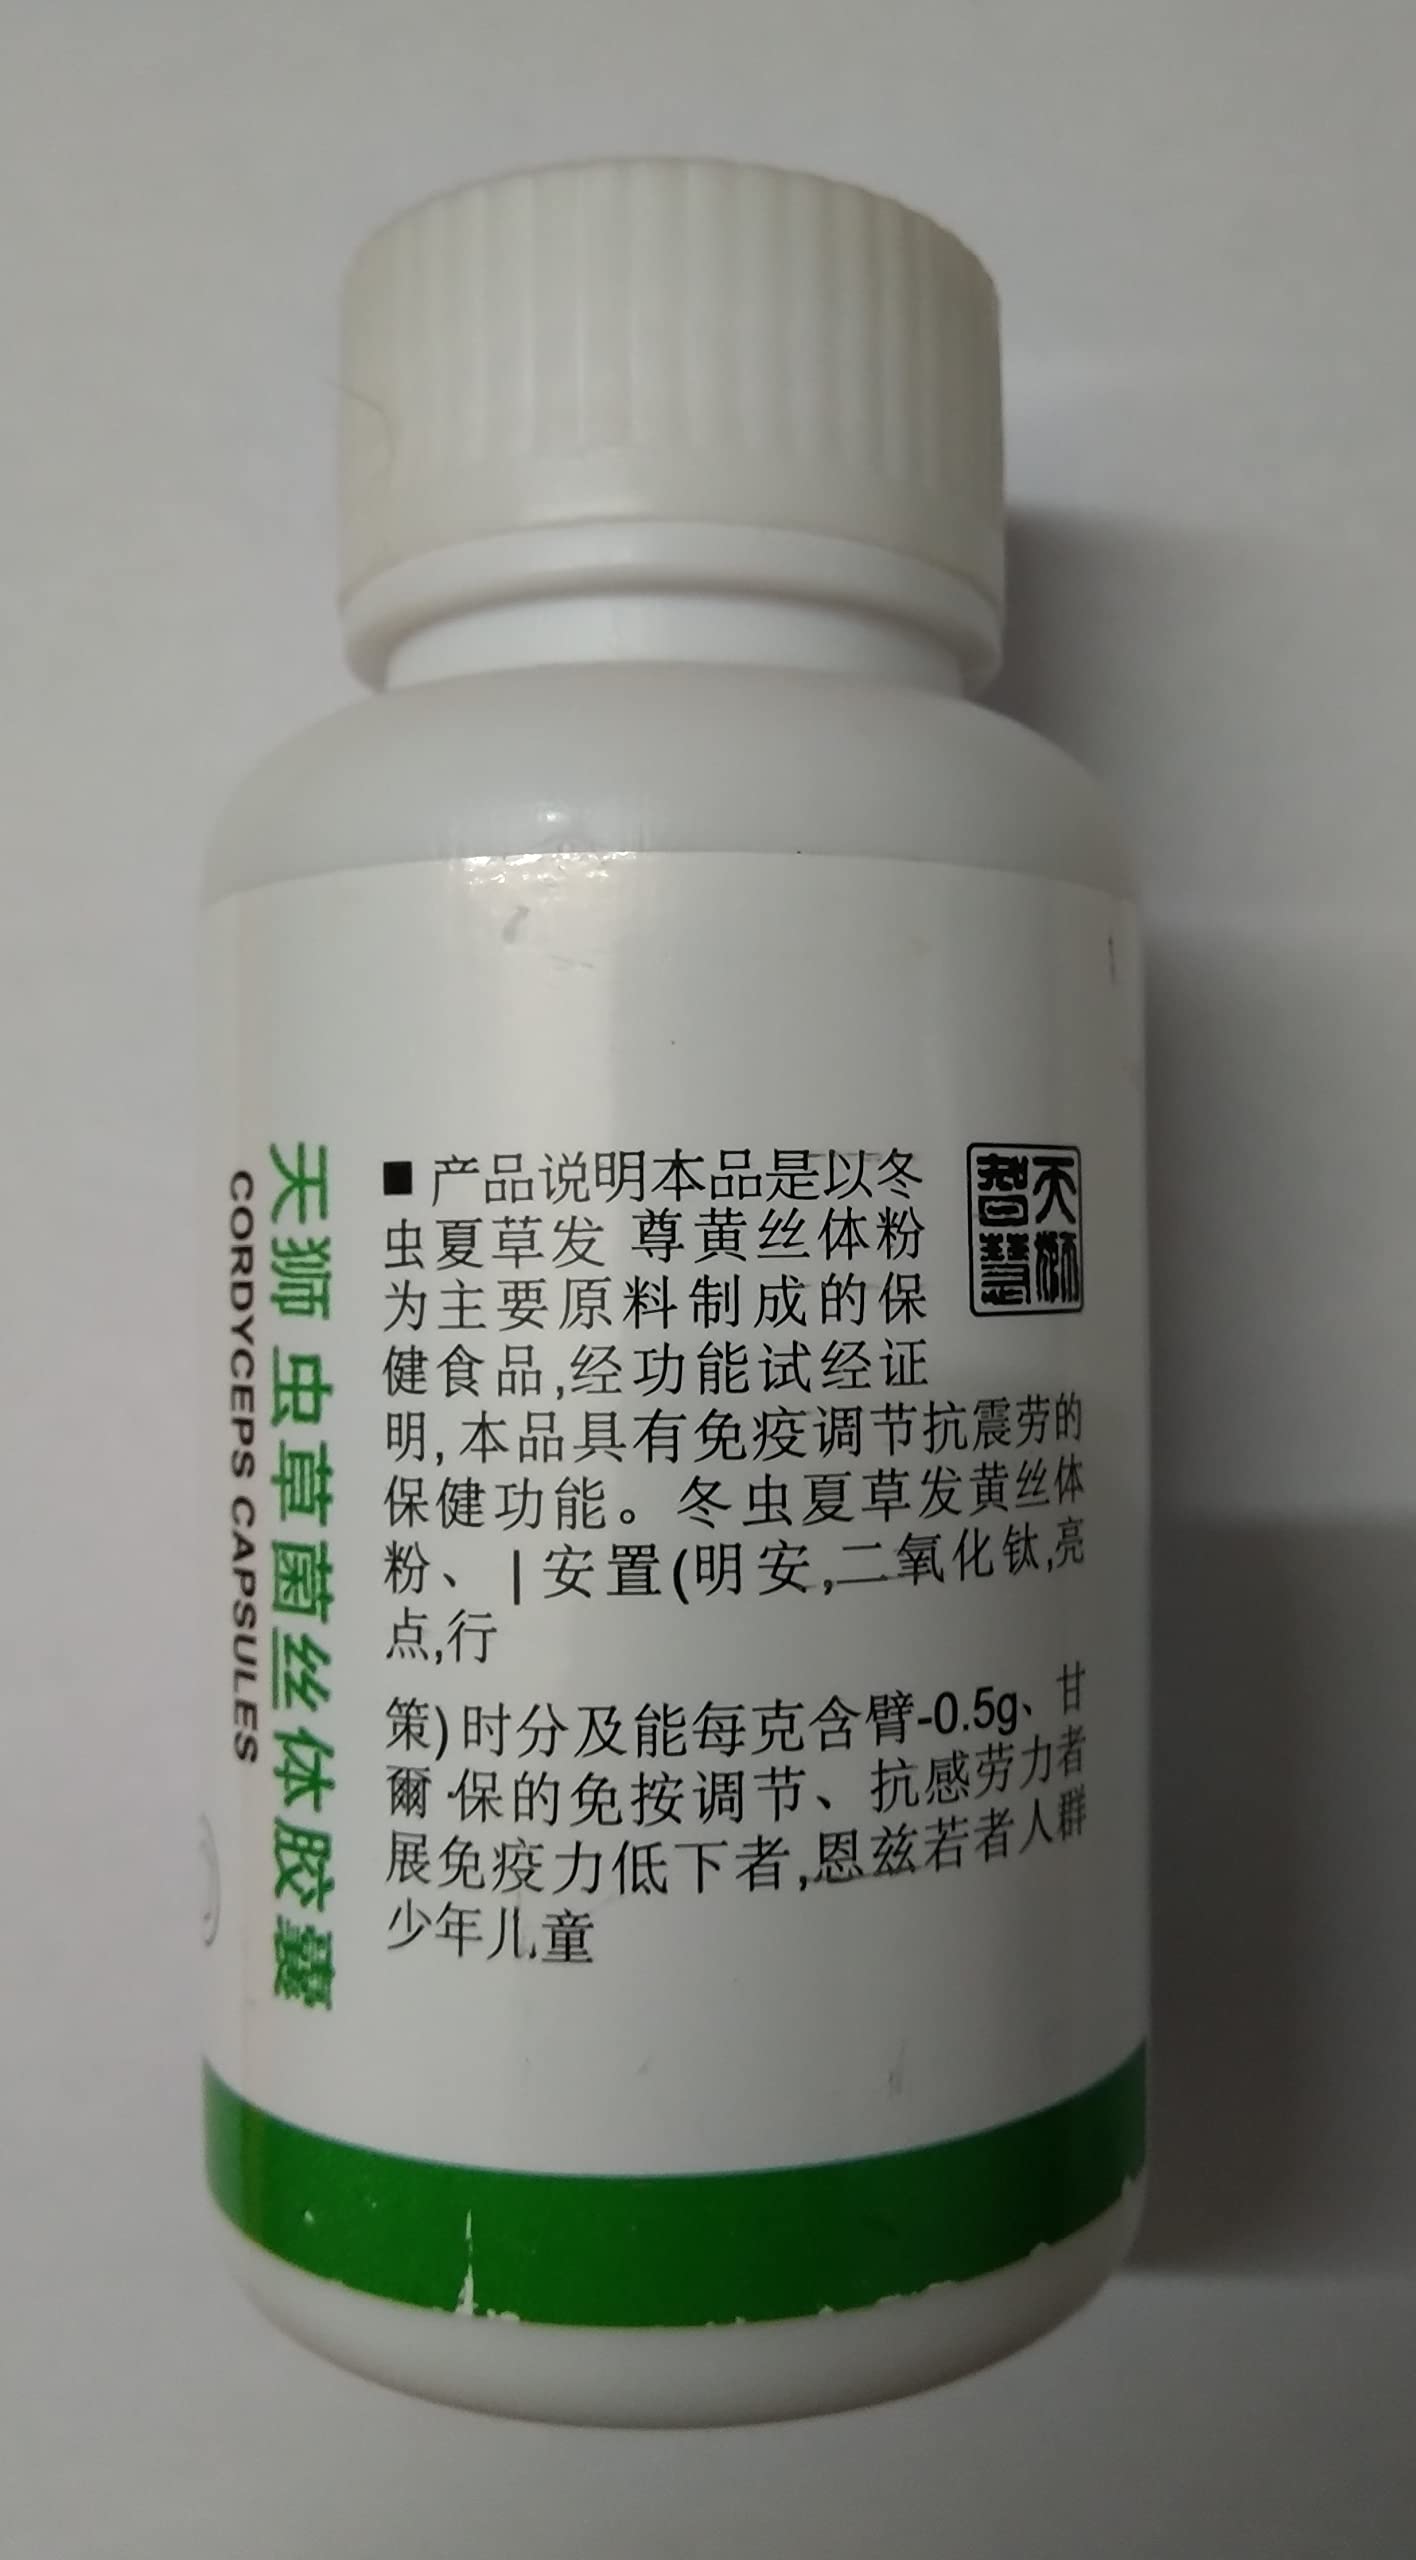 天狮 虫草菌丝体胶囊
CORDYCEPS CAPSULES
天狮
智慧
■ 产品说明本品是以冬
虫夏草发 尊黄丝体粉
为主要原料制成的保
健食品,经功能试经证
明,本品具有免疫调节抗震劳的
保健功能。冬虫夏草发黄丝体
粉、 | 安置(明安,二氧化钛,亮
点,行
策)时分及能每克含臂-0.5g、甘
爾·保的免按调节、抗感劳力者
展免疫力低下者,恩兹若者人群
少年儿童